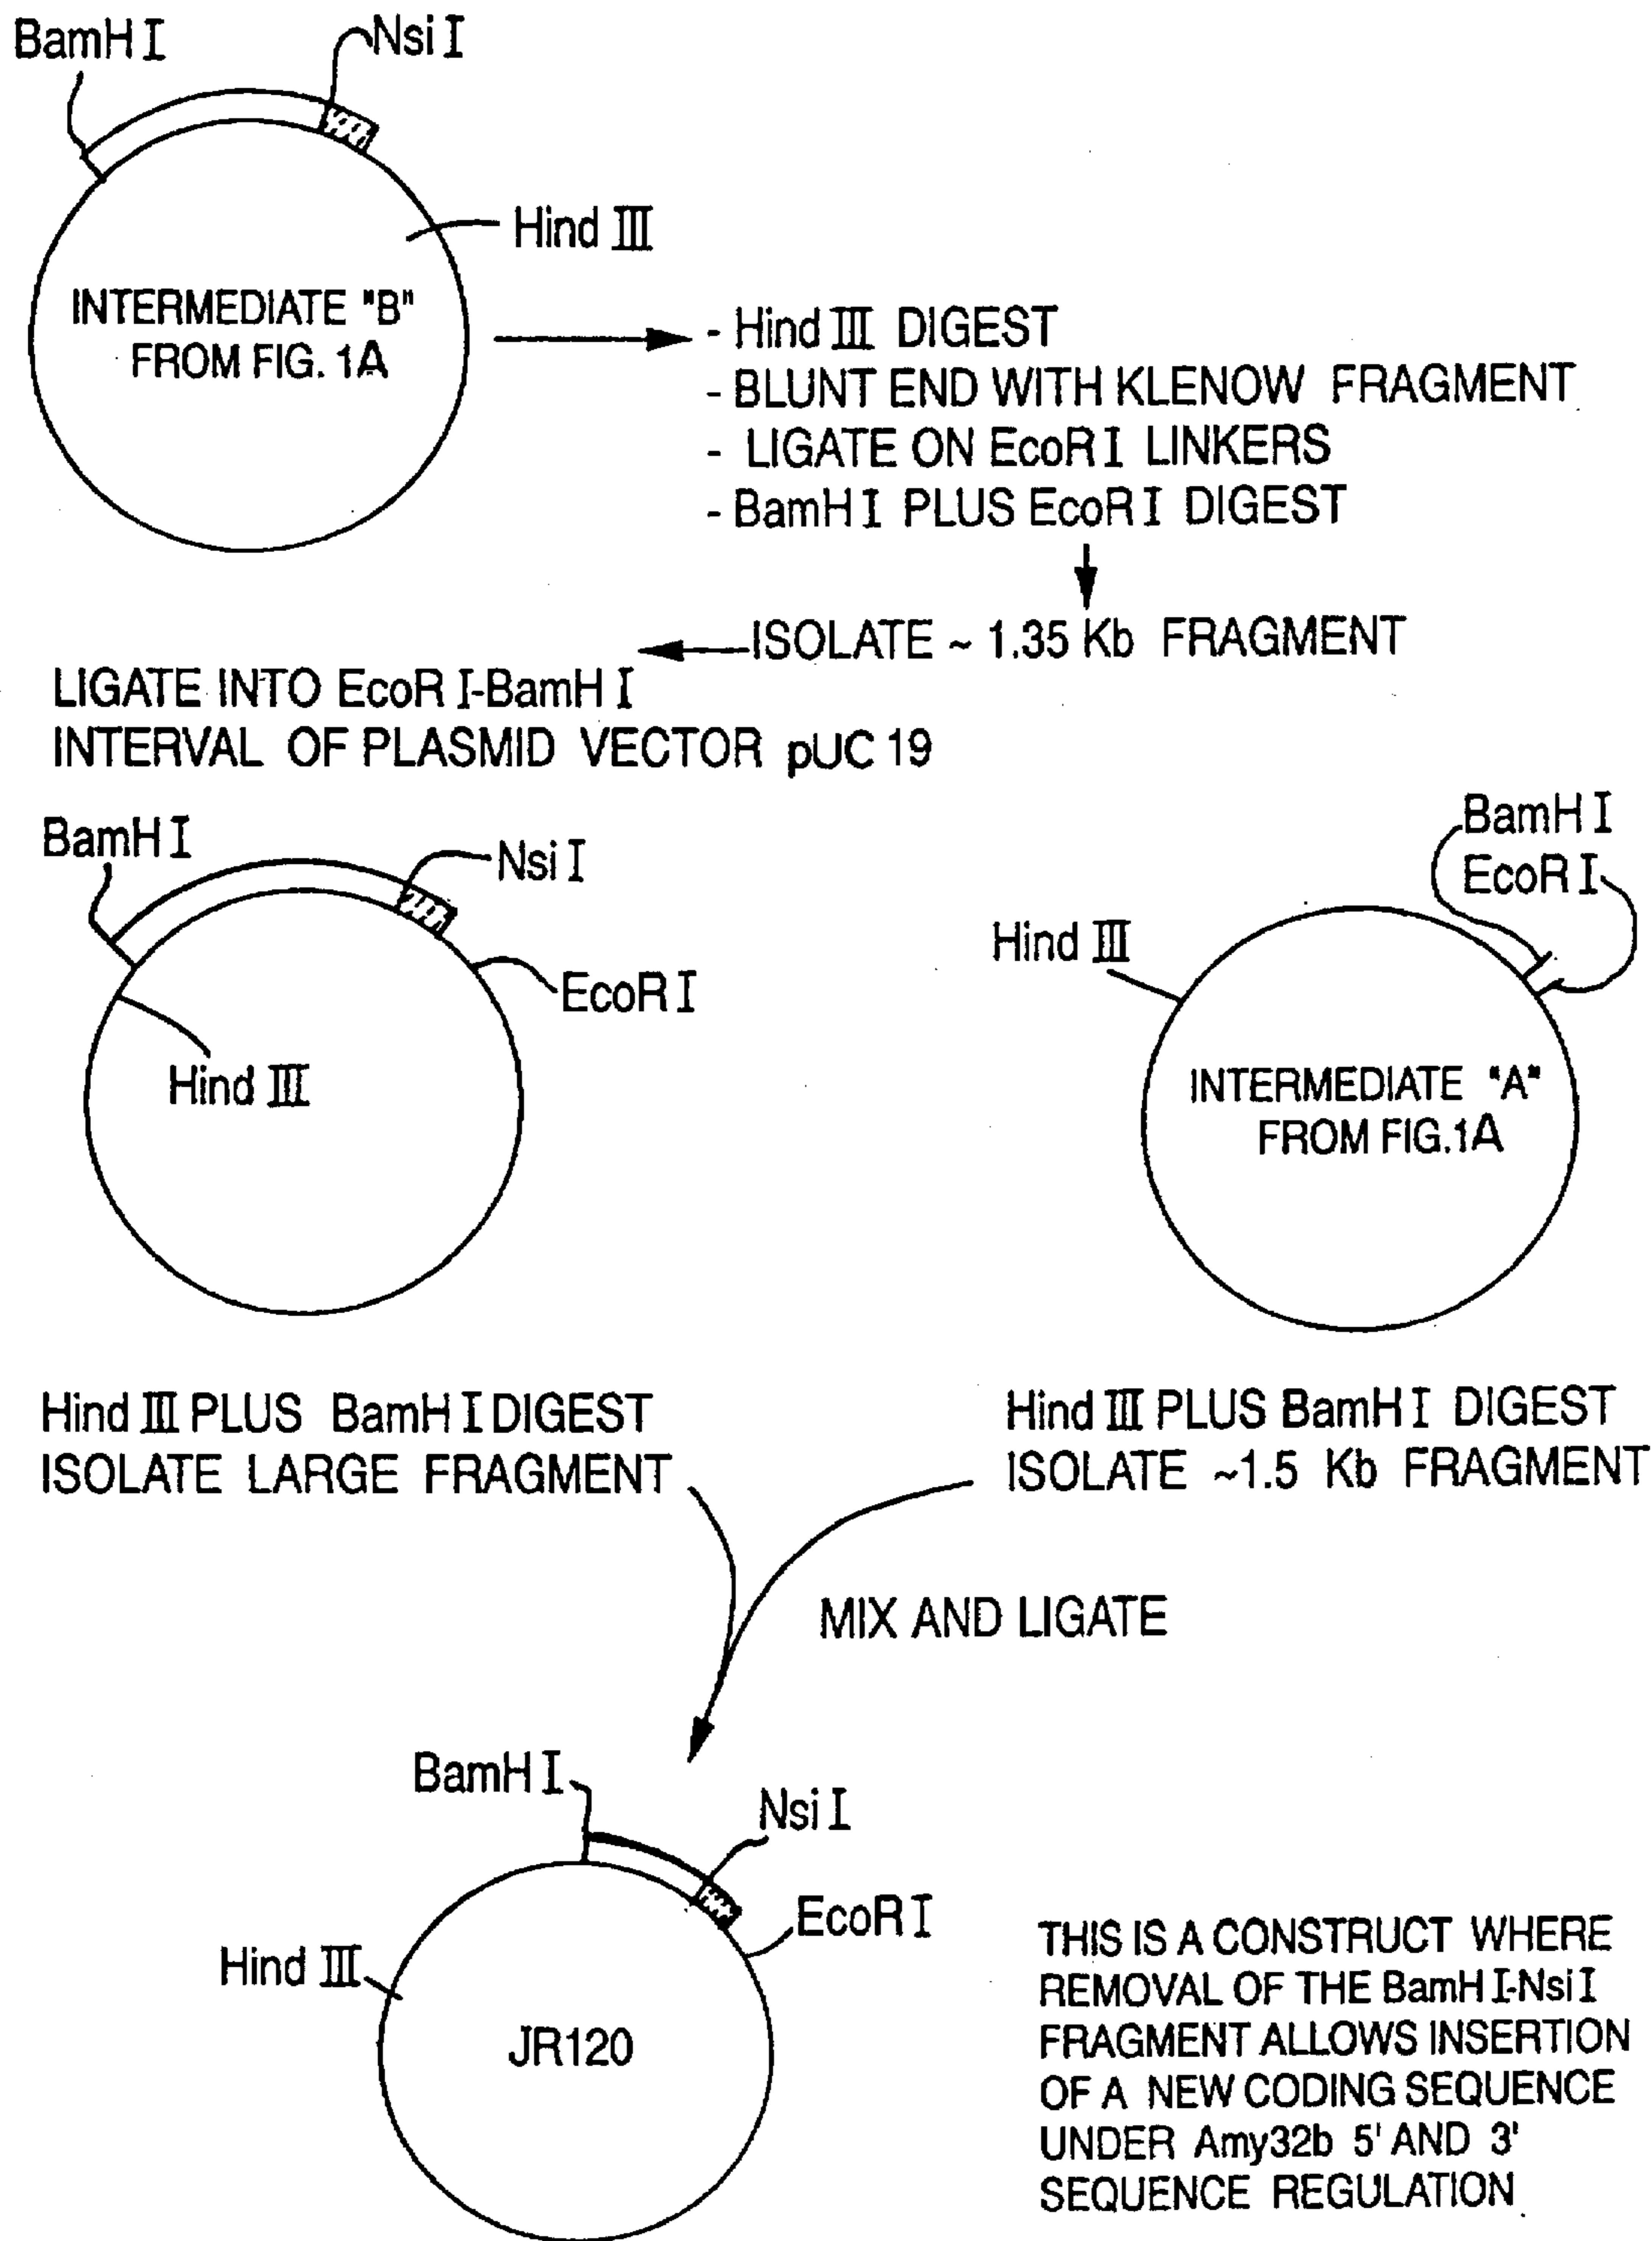 BamH I
Nsi I
Hind III
INTERMEDIATE "B"
FROM FIG. 1A
- Hind III DIGEST
- BLUNT END WITH KLENOW FRAGMENT
- LIGATE ON EcoR I LINKERS
- BamH I PLUS EcoR I DIGEST
ISOLATE ~ 1.35 Kb FRAGMENT
LIGATE INTO EcoR I-BamH I
INTERVAL OF PLASMID VECTOR pUC 19
BamH I
Nsi I
EcoR I
Hind III
BamH I
EcoR I
Hind III
INTERMEDIATE "A"
FROM FIG.1A
Hind III PLUS BamH I DIGEST
ISOLATE LARGE FRAGMENT
Hind III PLUS BamH I DIGEST
ISOLATE ~1.5 Kb FRAGMENT
MIX AND LIGATE
BamH I
Nsi I
EcoR I
Hind III
JR120
THIS IS A CONSTRUCT WHERE
REMOVAL OF THE BamH I-Nsi I
FRAGMENT ALLOWS INSERTION
OF A NEW CODING SEQUENCE
UNDER Amy32b 5' AND 3'
SEQUENCE REGULATION